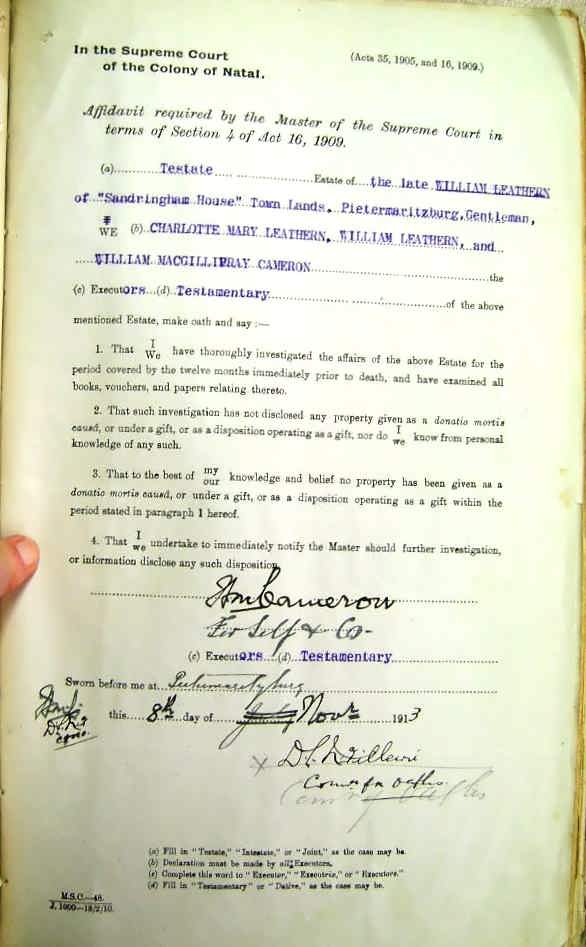 In the Supreme Court
of the Colony of Natal.
(Acts 35, 1905, and 16, 1909.)
Affidavit required by the Master of the Supreme Court in
terms of Section 4 of Act 16, 1909.
(a) Testate Estate of the late WILLIAM LEATHERN
of "Sandringham House" Town Lands, Pietermaritzburg, Gentleman,
WE (b) CHARLOTTE MARY LEATHERN, WILLIAM LEATHERN, and
WILLIAM MACGILLIPRAY CAMERON the
(c) Executors (d) Testamentary of the above
mentioned Estate, make oath and say :—
1. That I We have thoroughly investigated the affairs of the above Estate for the
period covered by the twelve months immediately prior to death, and have examined all
books, vouchers, and papers relating thereto.
2. That such investigation has not disclosed any property given as a donatio mortis
causâ, or under a gift, or as a disposition operating as a gift, nor do I we know from personal
knowledge of any such.
3. That to the best of my our knowledge and belief no property has been given as a
donatio mortis causâ, or under a gift, or as a disposition operating as a gift within the
period stated in paragraph 1 hereof.
4. That I we undertake to immediately notify the Master should further investigation,
or information disclose any such disposition.
Wm Cameron
For Self & Co-
(c) Executors (d) Testamentary
Sworn before me at Pietermaritzburg
this 8th day of July Novr 1913
Comr for Oaths
(a) Fill in "Testate," "Intestate," or "Joint," as the case may be.
(b) Declaration must be made by all Executors.
(c) Complete this word to "Executor," "Executrix," or "Executors."
(d) Fill in "Testamentary" or "Dative," as the case may be.
M.S.C.—48.
J. 1000—18/2/10.